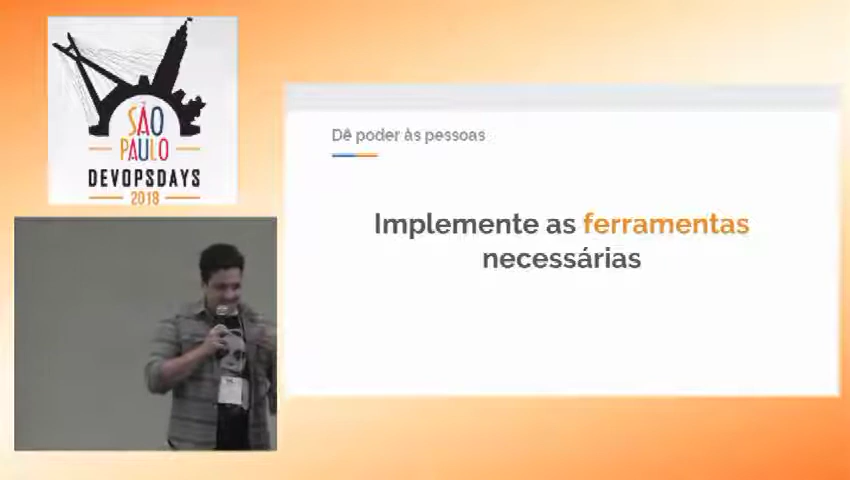 SÃO
PAULO
DEVOPSDAYS
2018
Dê poder às pessoas
Implemente as ferramentas
necessárias